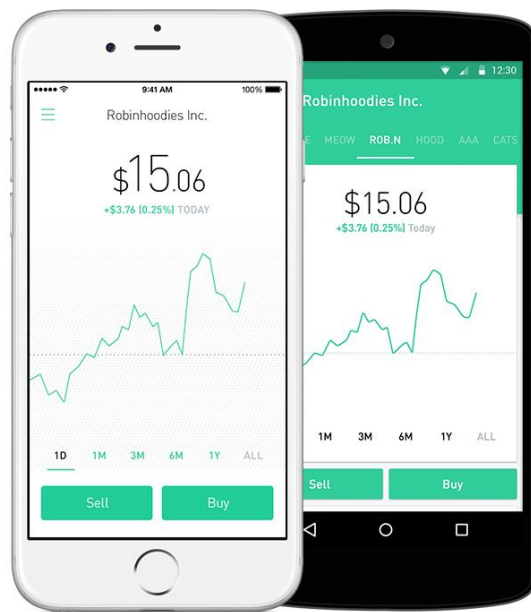 9:41 AM 100%
Robinhoodies Inc.
$15.06
+$3.76 (0.25%) TODAY
1D 1M 3M 6M 1Y ALL
Sell Buy
12:30
Robinhoodies Inc.
E MEOW ROB.N HOOD AAA CATS
$15.06
+$3.76 (0.25%) Today
1M 3M 6M 1Y ALL
Sell Buy